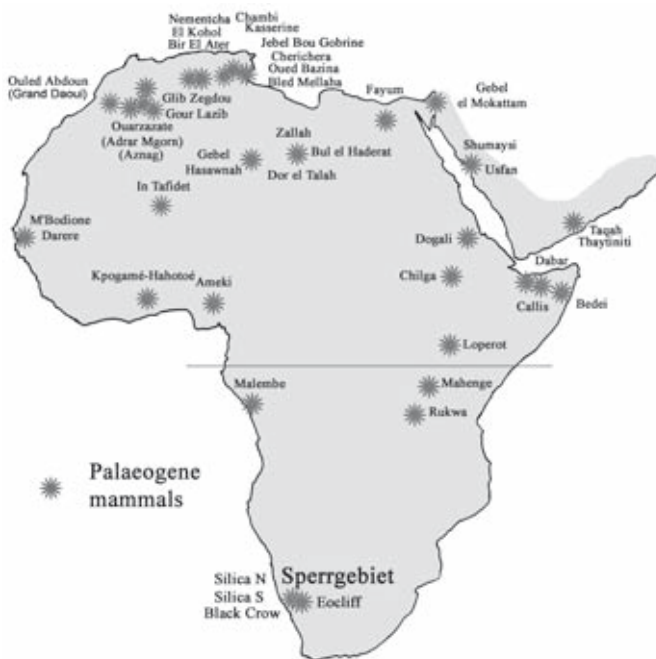 Nementcha Chambi
El Kohol Kasserine
Bir El Ater Jebel Bou Gobrine
Cherichera
Oued Bazina
Bled Mellaha
Ouled Abdoun
(Grand Daoui)
Glib Zegdou
Gour Lazib
Ouarzazate
(Adrar Mgorn)
(Aznag)
Fayum
Gebel
el Mokattam
Zallah
Bul el Haderat
Dor el Talah
Gebel
Hasawnah
Shumaysi
Usfan
In Tafidet
M'Bodione
Darere
Dogali
Taqah
Thaytiniti
Kpogamé-Hahotoé
Ameki
Chilga
Dabar
Callis
Bedei
Loperot
Malembe
Mahenge
Rukwa
Palaeogene
mammals
Sperrgebiet
Silica N
Silica S
Black Crow
Eocliff